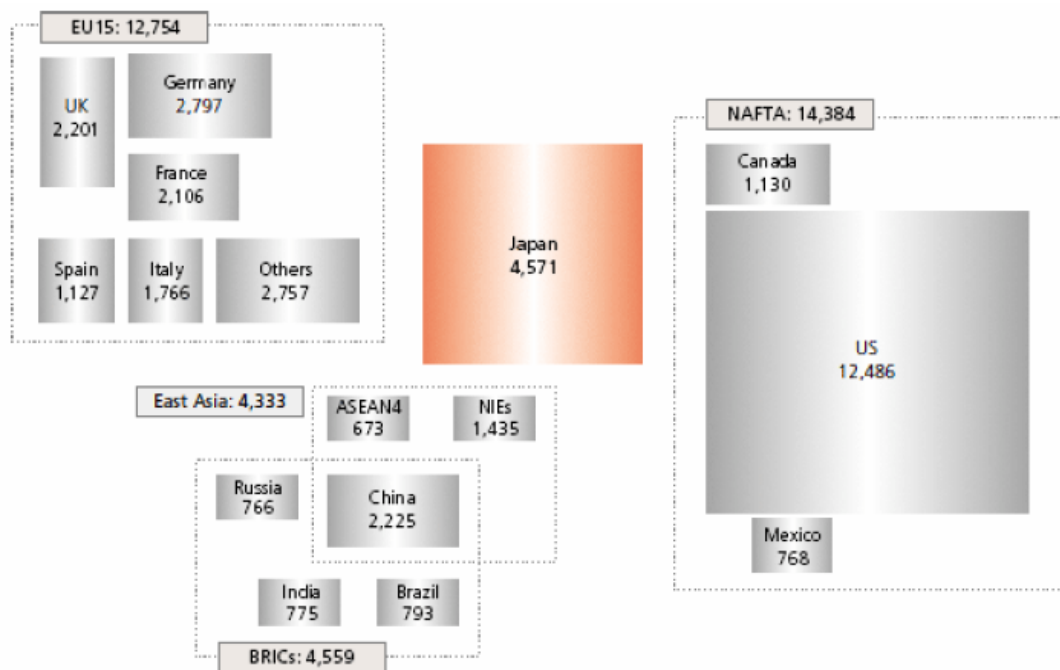 EU15: 12,754
UK
2,201
Germany
2,797
France
2,106
Spain
1,127
Italy
1,766
Others
2,757
Japan
4,571
NAFTA: 14,384
Canada
1,130
US
12,486
Mexico
768
East Asia: 4,333
ASEAN4
673
NIEs
1,435
Russia
766
China
2,225
India
775
Brazil
793
BRICs: 4,559